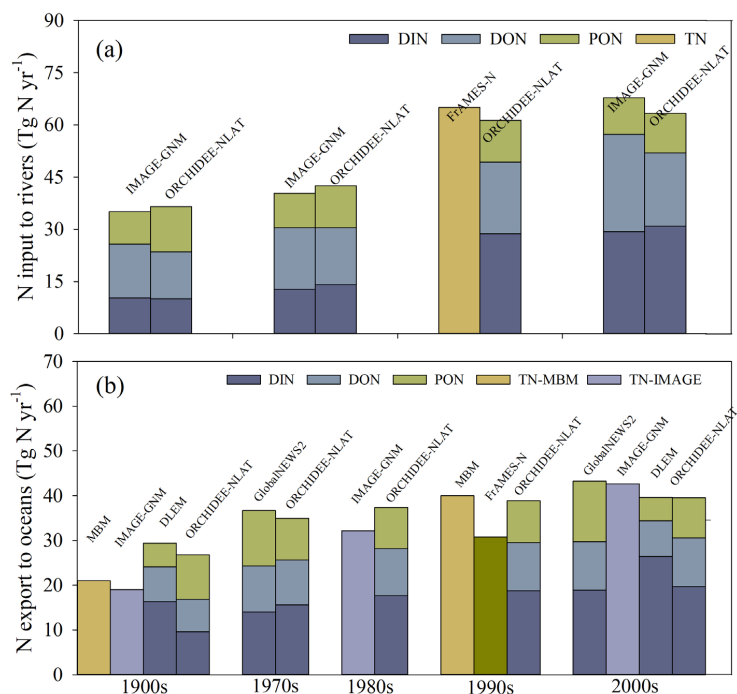 90
75
60
45
30
15
0
N input to rivers (Tg N yr-1)
(a)
DIN DON PON TN
IMAGE-GNM
ORCHIDEE-NLAT
IMAGE-GNM
ORCHIDEE-NLAT
FrAMES-N
ORCHIDEE-NLAT
IMAGE-GNM
ORCHIDEE-NLAT
70
60
50
40
30
20
10
0
N export to oceans (Tg N yr-1)
(b)
DIN DON PON TN-MBM TN-IMAGE
MBM
IMAGE-GNM
DLEM
ORCHIDEE-NLAT
GlobalNEWS2
ORCHIDEE-NLAT
IMAGE-GNM
ORCHIDEE-NLAT
MBM
FrAMES-N
ORCHIDEE-NLAT
GlobalNEWS2
IMAGE-GNM
DLEM
ORCHIDEE-NLAT
1900s 1970s 1980s 1990s 2000s